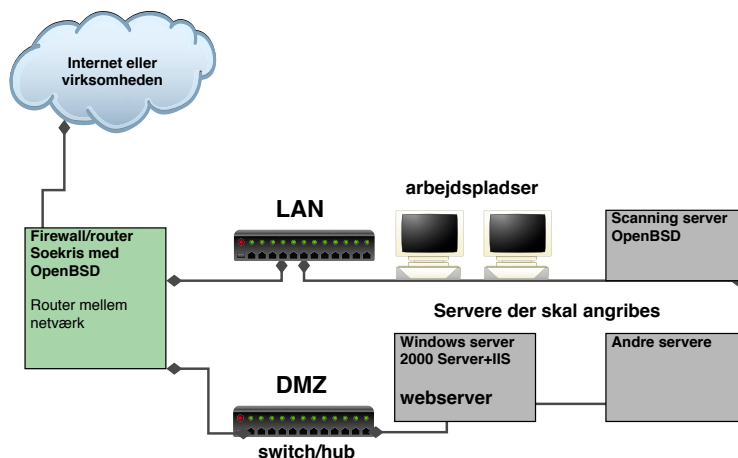 Internet eller
virksomheden
arbejdspladser
LAN
Firewall/router
Soekris med
OpenBSD
Router mellem
netværk
Scanning server
OpenBSD
Servere der skal angribes
Windows server
2000 Server+IIS
webserver
Andre servere
DMZ
switch/hub